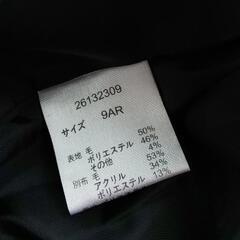 26132309
サイズ 9AR
表地 毛 50%
ポリエステル 46%
その他 4%
別布 毛 53%
アクリル 34%
ポリエステル 13%